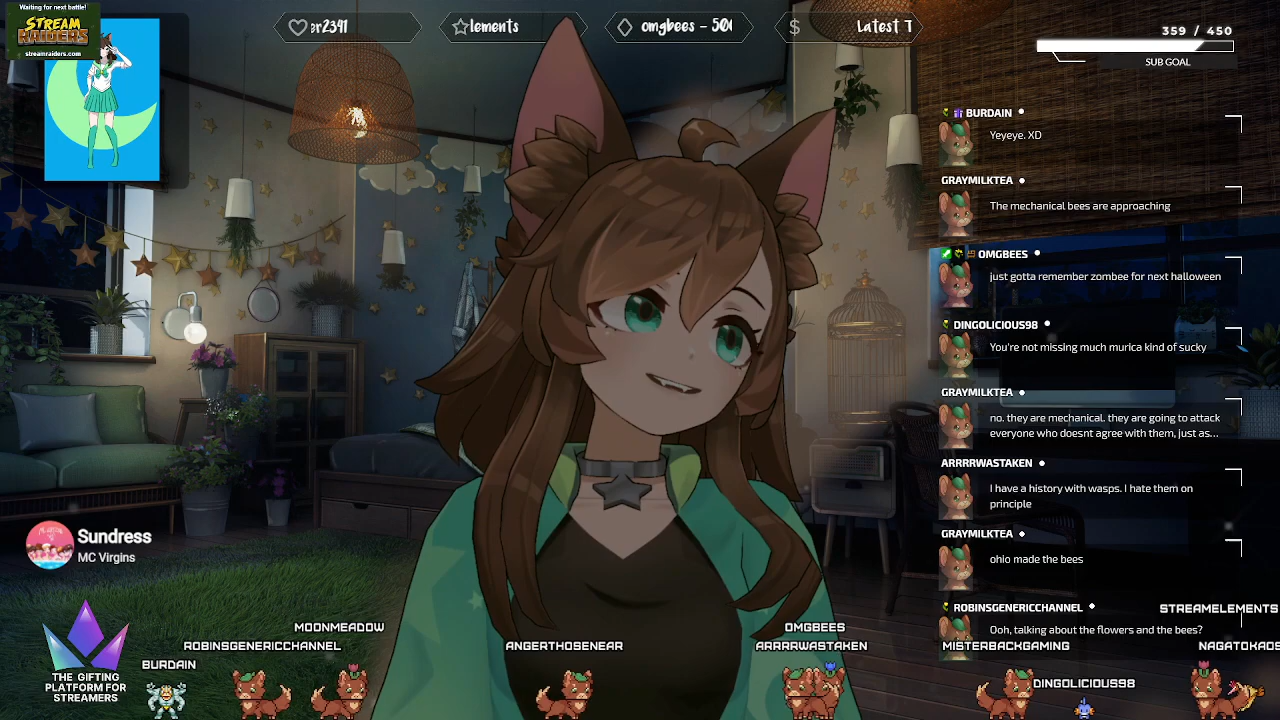 Waiting for next battle!
STREAM
RAIDERS
streamraiders.com
er2341
lements
omgbees - 50
Latest T
359 / 450
SUB GOAL
BURDAIN
Yeyeye. XD
GRAYMILKTEA
The mechanical bees are approaching
OMGBEES
just gotta remember zombee for next halloween
DINGOLICIOUS98
You're not missing much murica kind of sucky
GRAYMILKTEA
no. they are mechanical. they are going to attack
everyone who doesnt agree with them, just as...
ARRRRWASTAKEN
I have a history with wasps. I hate them on
principle
GRAYMILKTEA
ohio made the bees
ROBINSGENERICCHANNEL
Ooh, talking about the flowers and the bees?
Sundress
MC Virgins
THE GIFTING
PLATFORM FOR
STREAMERS
BURDAIN
ROBINSGENERICCHANNEL
MOONMEADOW
ANGERTHOSENEAR
OMGBEES
ARRRRWASTAKEN
MISTERBACKGAMING
DINGOLICIOUS98
STREAMELEMENTS
NAGATOKAOS